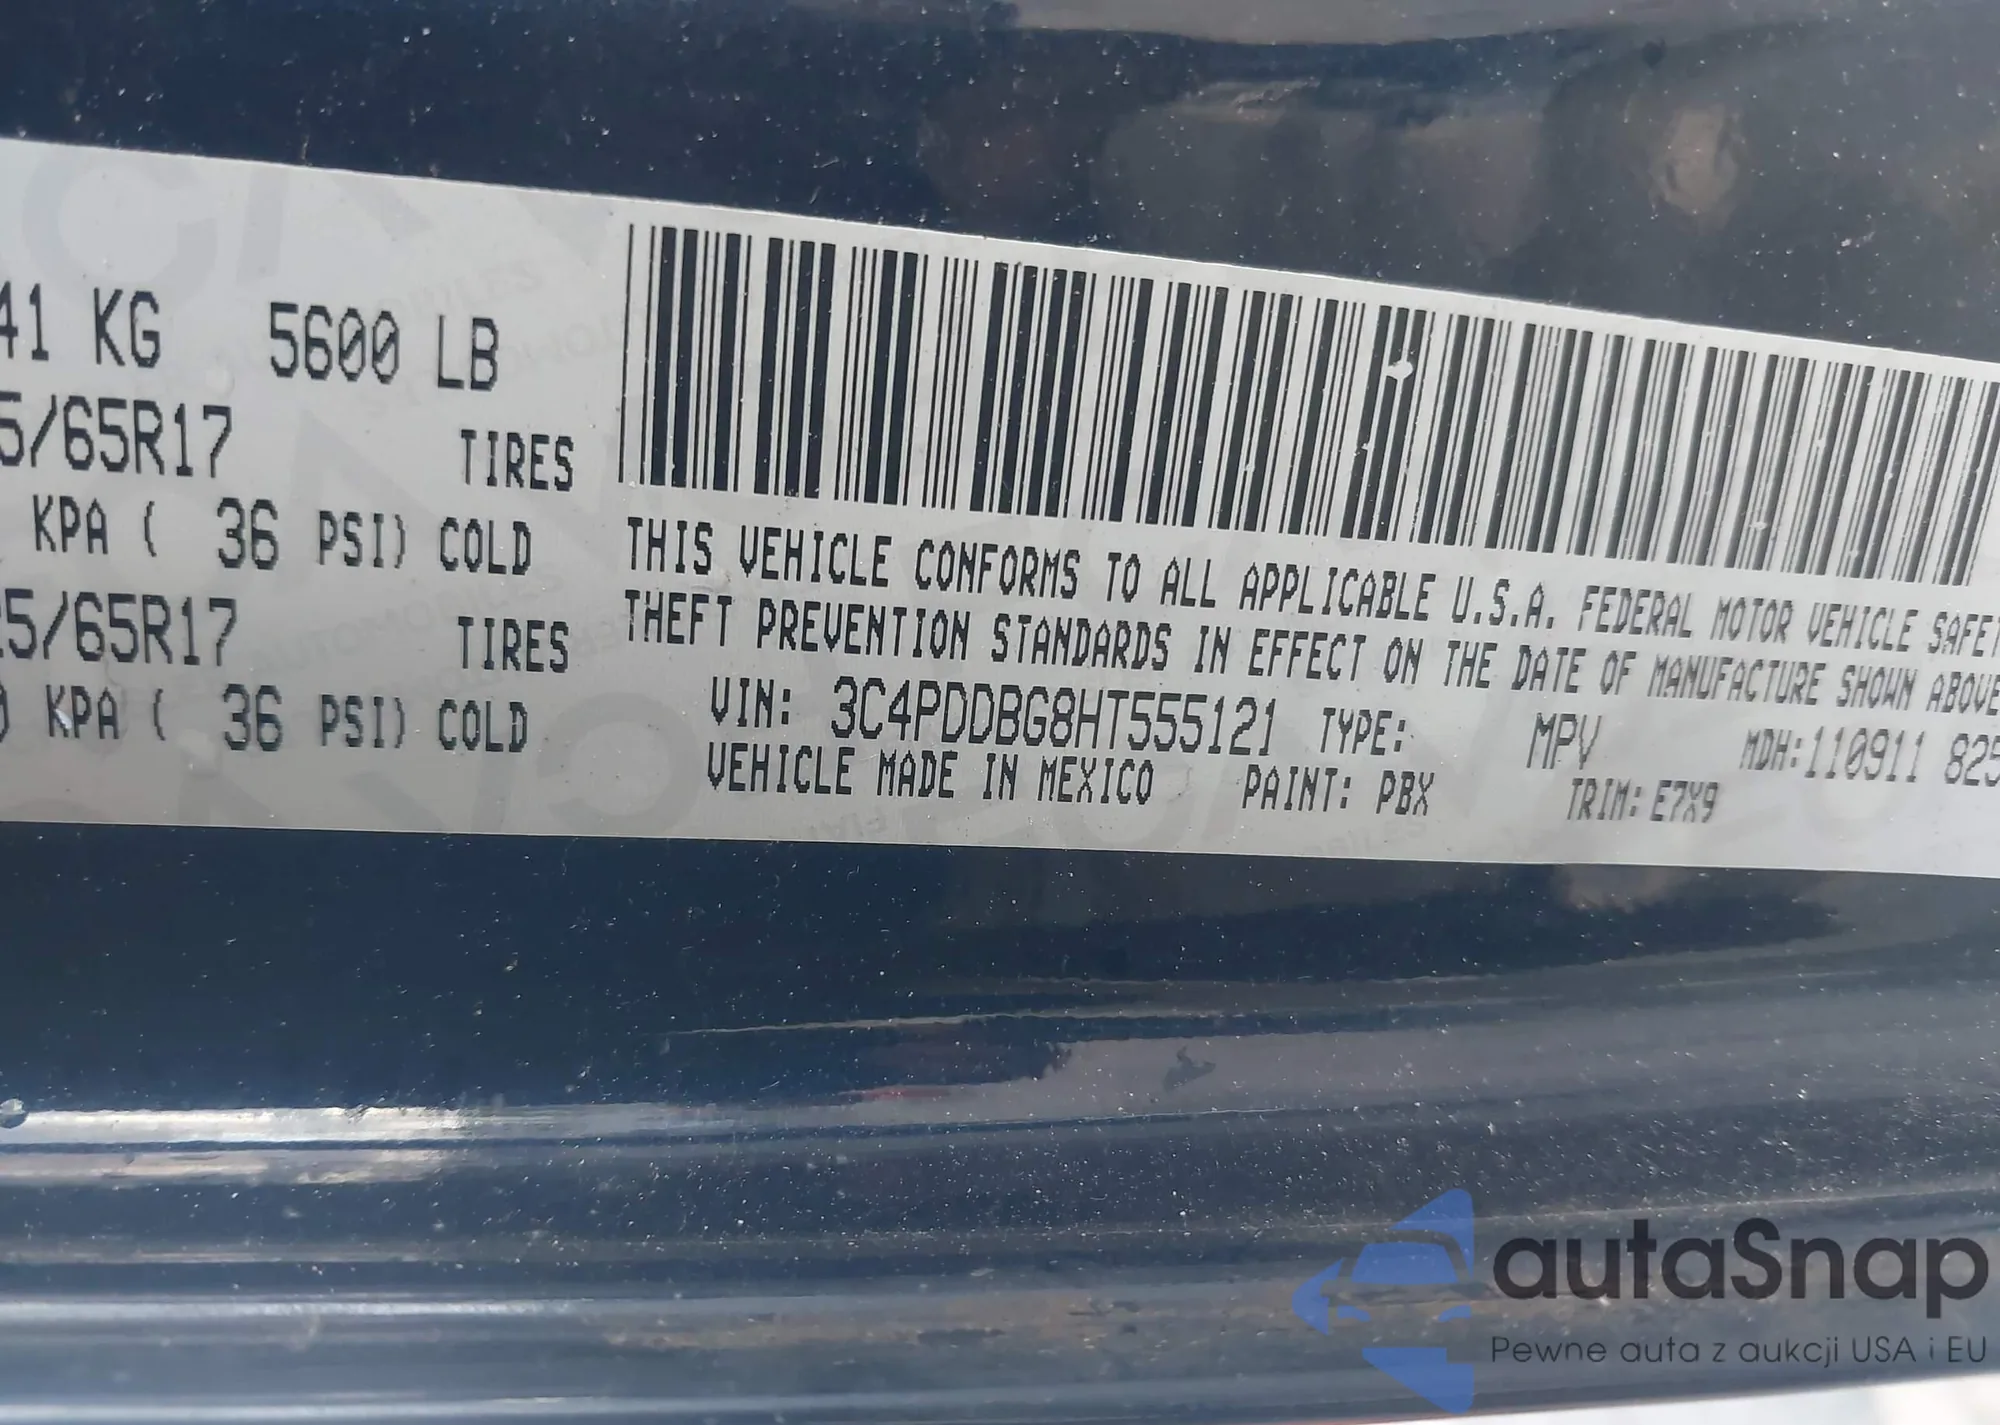 41 KG 5600 LB
5/65R17 TIRES
KPA ( 36 PSI) COLD
25/65R17 TIRES
0 KPA ( 36 PSI) COLD
THIS VEHICLE CONFORMS TO ALL APPLICABLE U.S.A. FEDERAL MOTOR VEHICLE SAFET
THEFT PREVENTION STANDARDS IN EFFECT ON THE DATE OF MANUFACTURE SHOWN ABOVE
VIN: 3C4PDDBG8HT555121 TYPE: MPV MDH:110911 825
VEHICLE MADE IN MEXICO PAINT: PBX TRIM: E7X9
autaSnap
Pewne auta z aukcji USA i EU